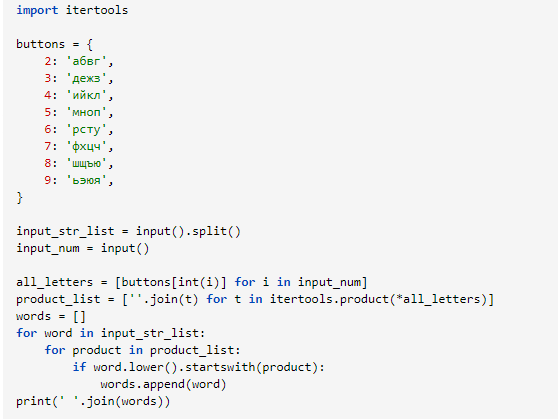 import itertools

buttons = {
    2: 'абвг',
    3: 'дежз',
    4: 'ийкл',
    5: 'мноп',
    6: 'рсту',
    7: 'фхцч',
    8: 'шщъю',
    9: 'ьэюя',
}

input_str_list = input().split()
input_num = input()

all_letters = [buttons[int(i)] for i in input_num]
product_list = [''.join(t) for t in itertools.product(*all_letters)]
words = []
for word in input_str_list:
    for product in product_list:
        if word.lower().startswith(product):
            words.append(word)
print(' '.join(words))